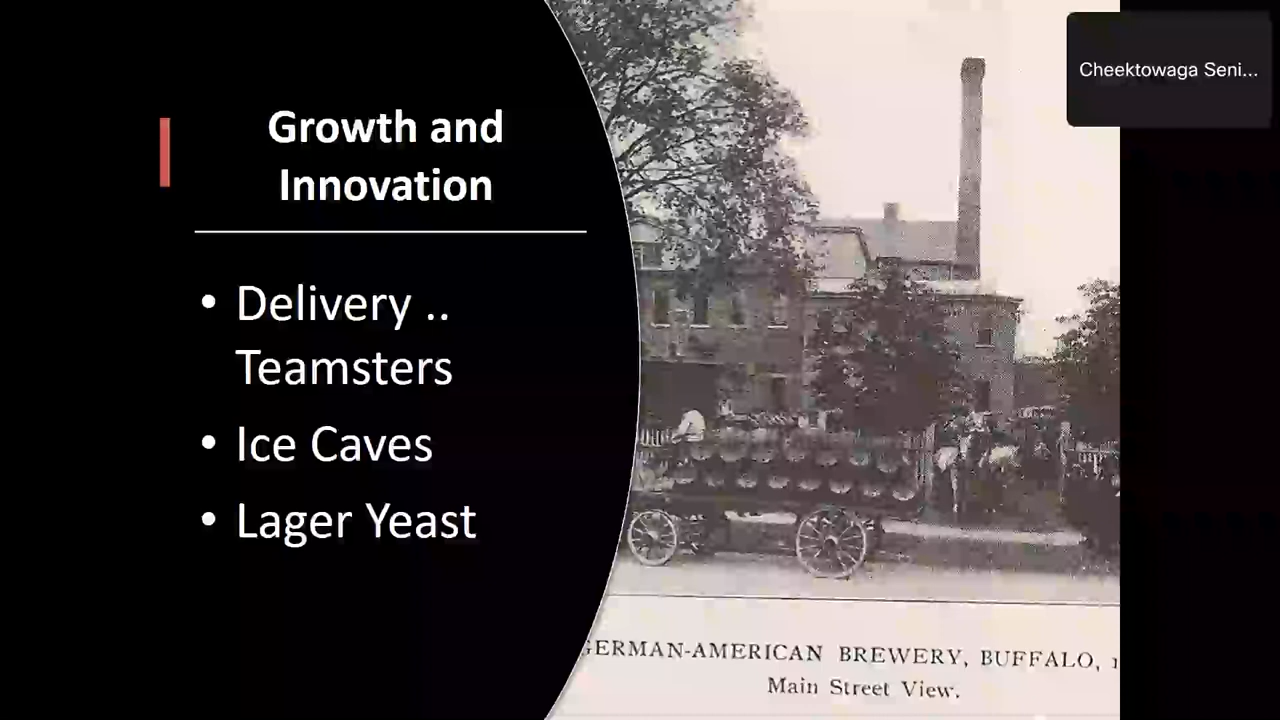 Growth and
Innovation
• Delivery ..
Teamsters
• Ice Caves
• Lager Yeast
Cheektowaga Seni...
GERMAN-AMERICAN BREWERY, BUFFALO,
Main Street View.